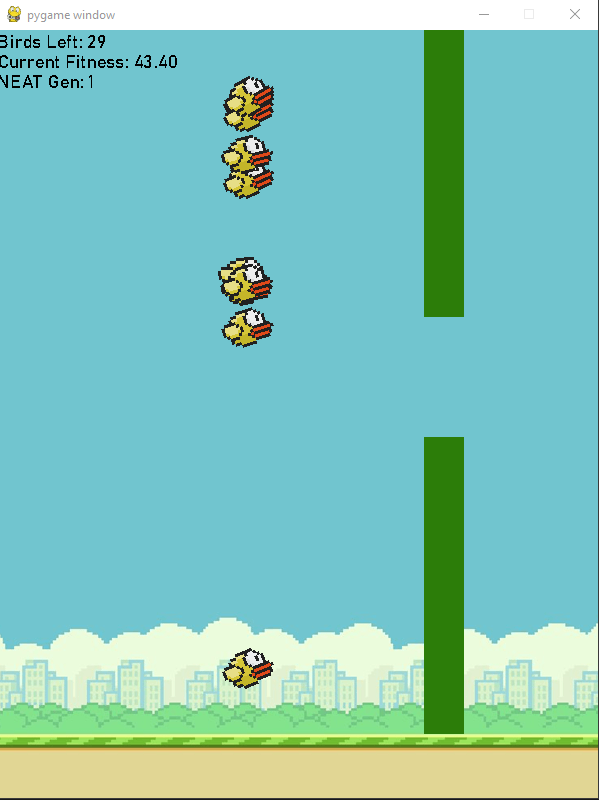 pygame window
Birds Left: 29
Current Fitness: 43.40
NEAT Gen: 1